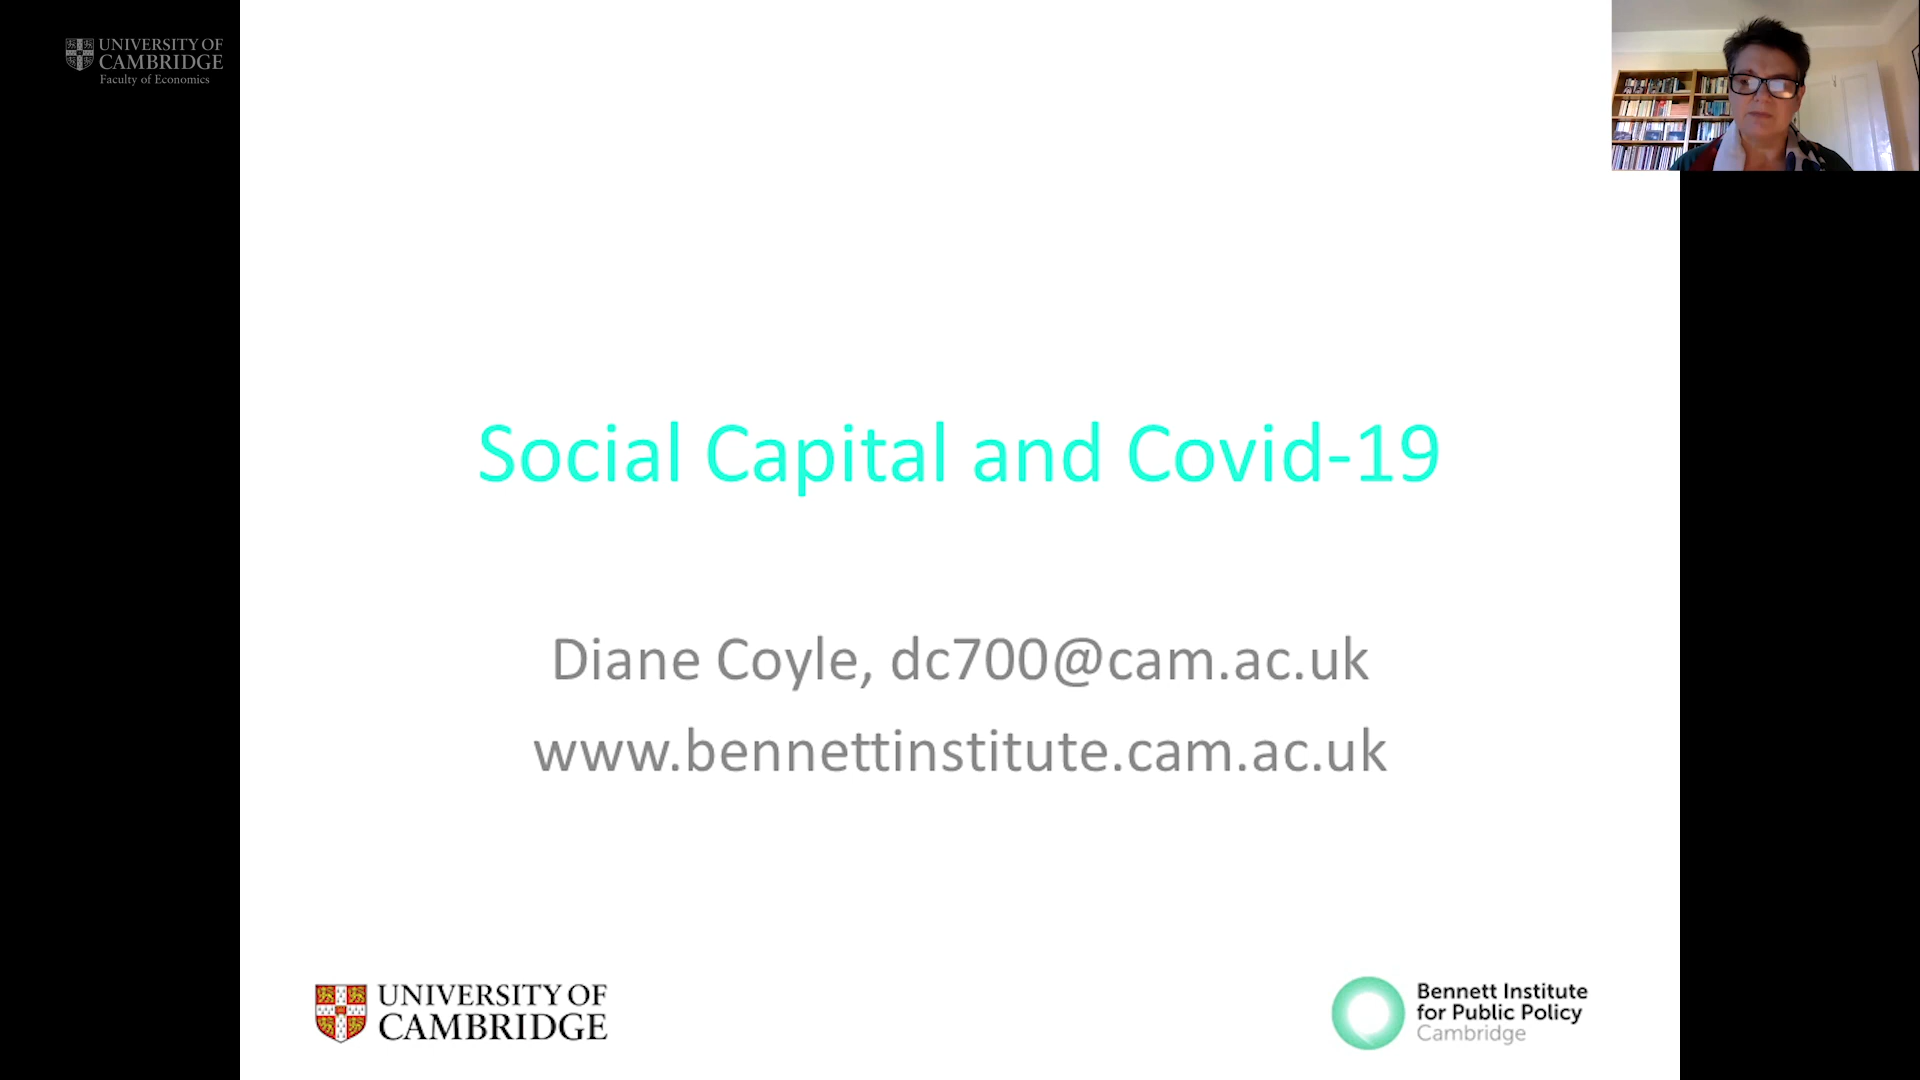 UNIVERSITY OF
CAMBRIDGE
Faculty of Economics
Social Capital and Covid-19
Diane Coyle, dc700@cam.ac.uk
www.bennettinstitute.cam.ac.uk
UNIVERSITY OF
CAMBRIDGE
Bennett Institute
for Public Policy
Cambridge